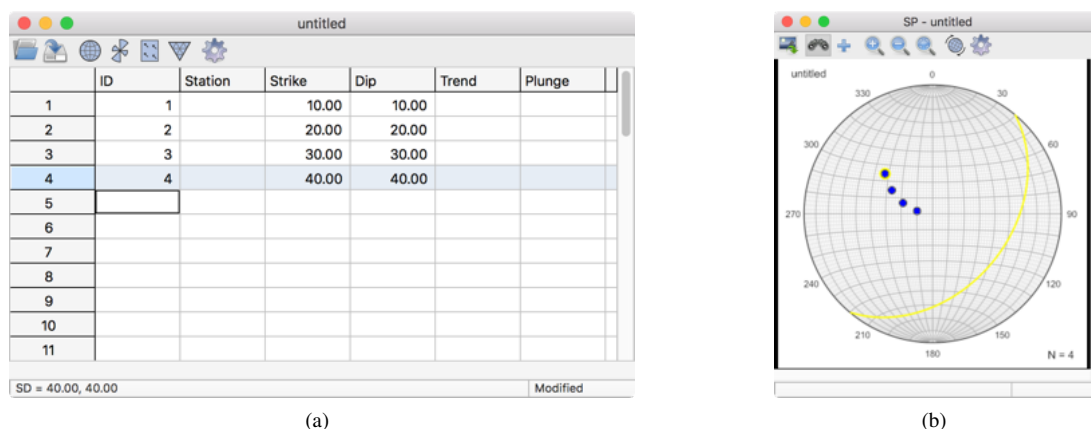 untitled
ID Station Strike Dip Trend Plunge
1 1 10.00 10.00
2 2 20.00 20.00
3 3 30.00 30.00
4 4 40.00 40.00
5
6
7
8
9
10
11
SD = 40.00, 40.00 Modified
(a)
SP - untitled
untitled
0
330 30
300 60
270 90
240 120
210 150
180
N = 4
(b)